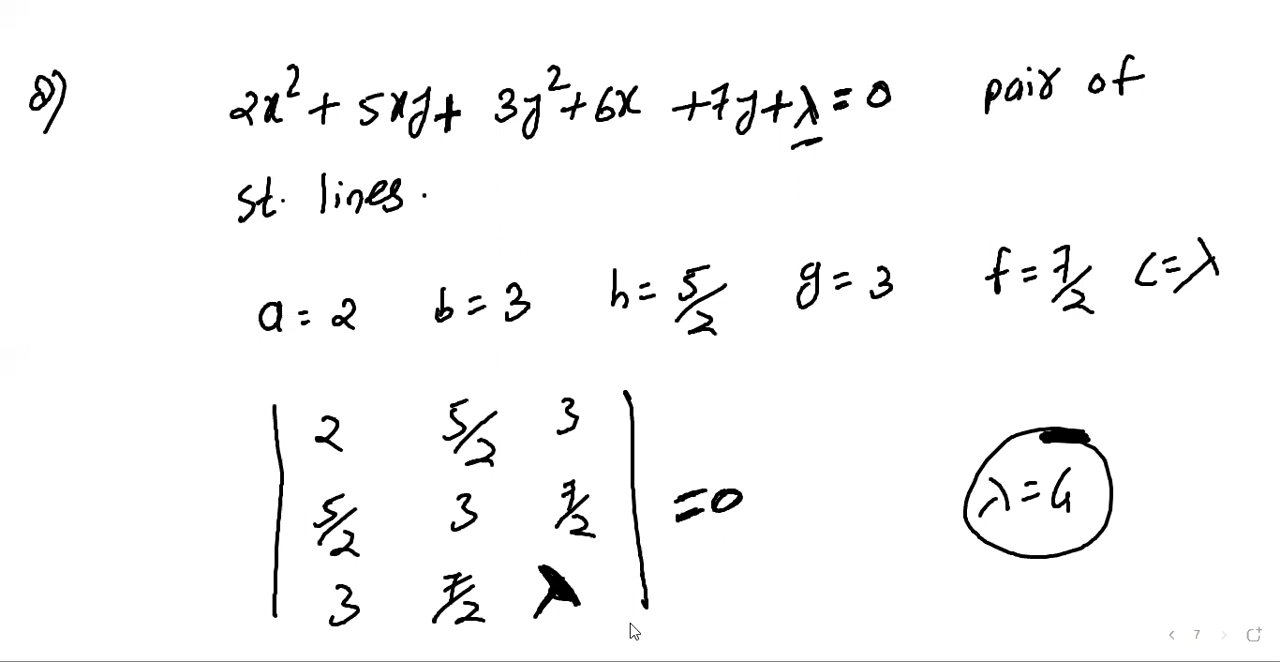 8) 2x² + 5xy + 3y² + 6x + 7y + λ = 0 pair of
st. lines.
a = 2 b = 3 h = 5/2 g = 3 f = 7/2 c = λ
2 5/2 3
5/2 3 7/2 = 0 λ = 4
3 7/2 λ
< 7 >